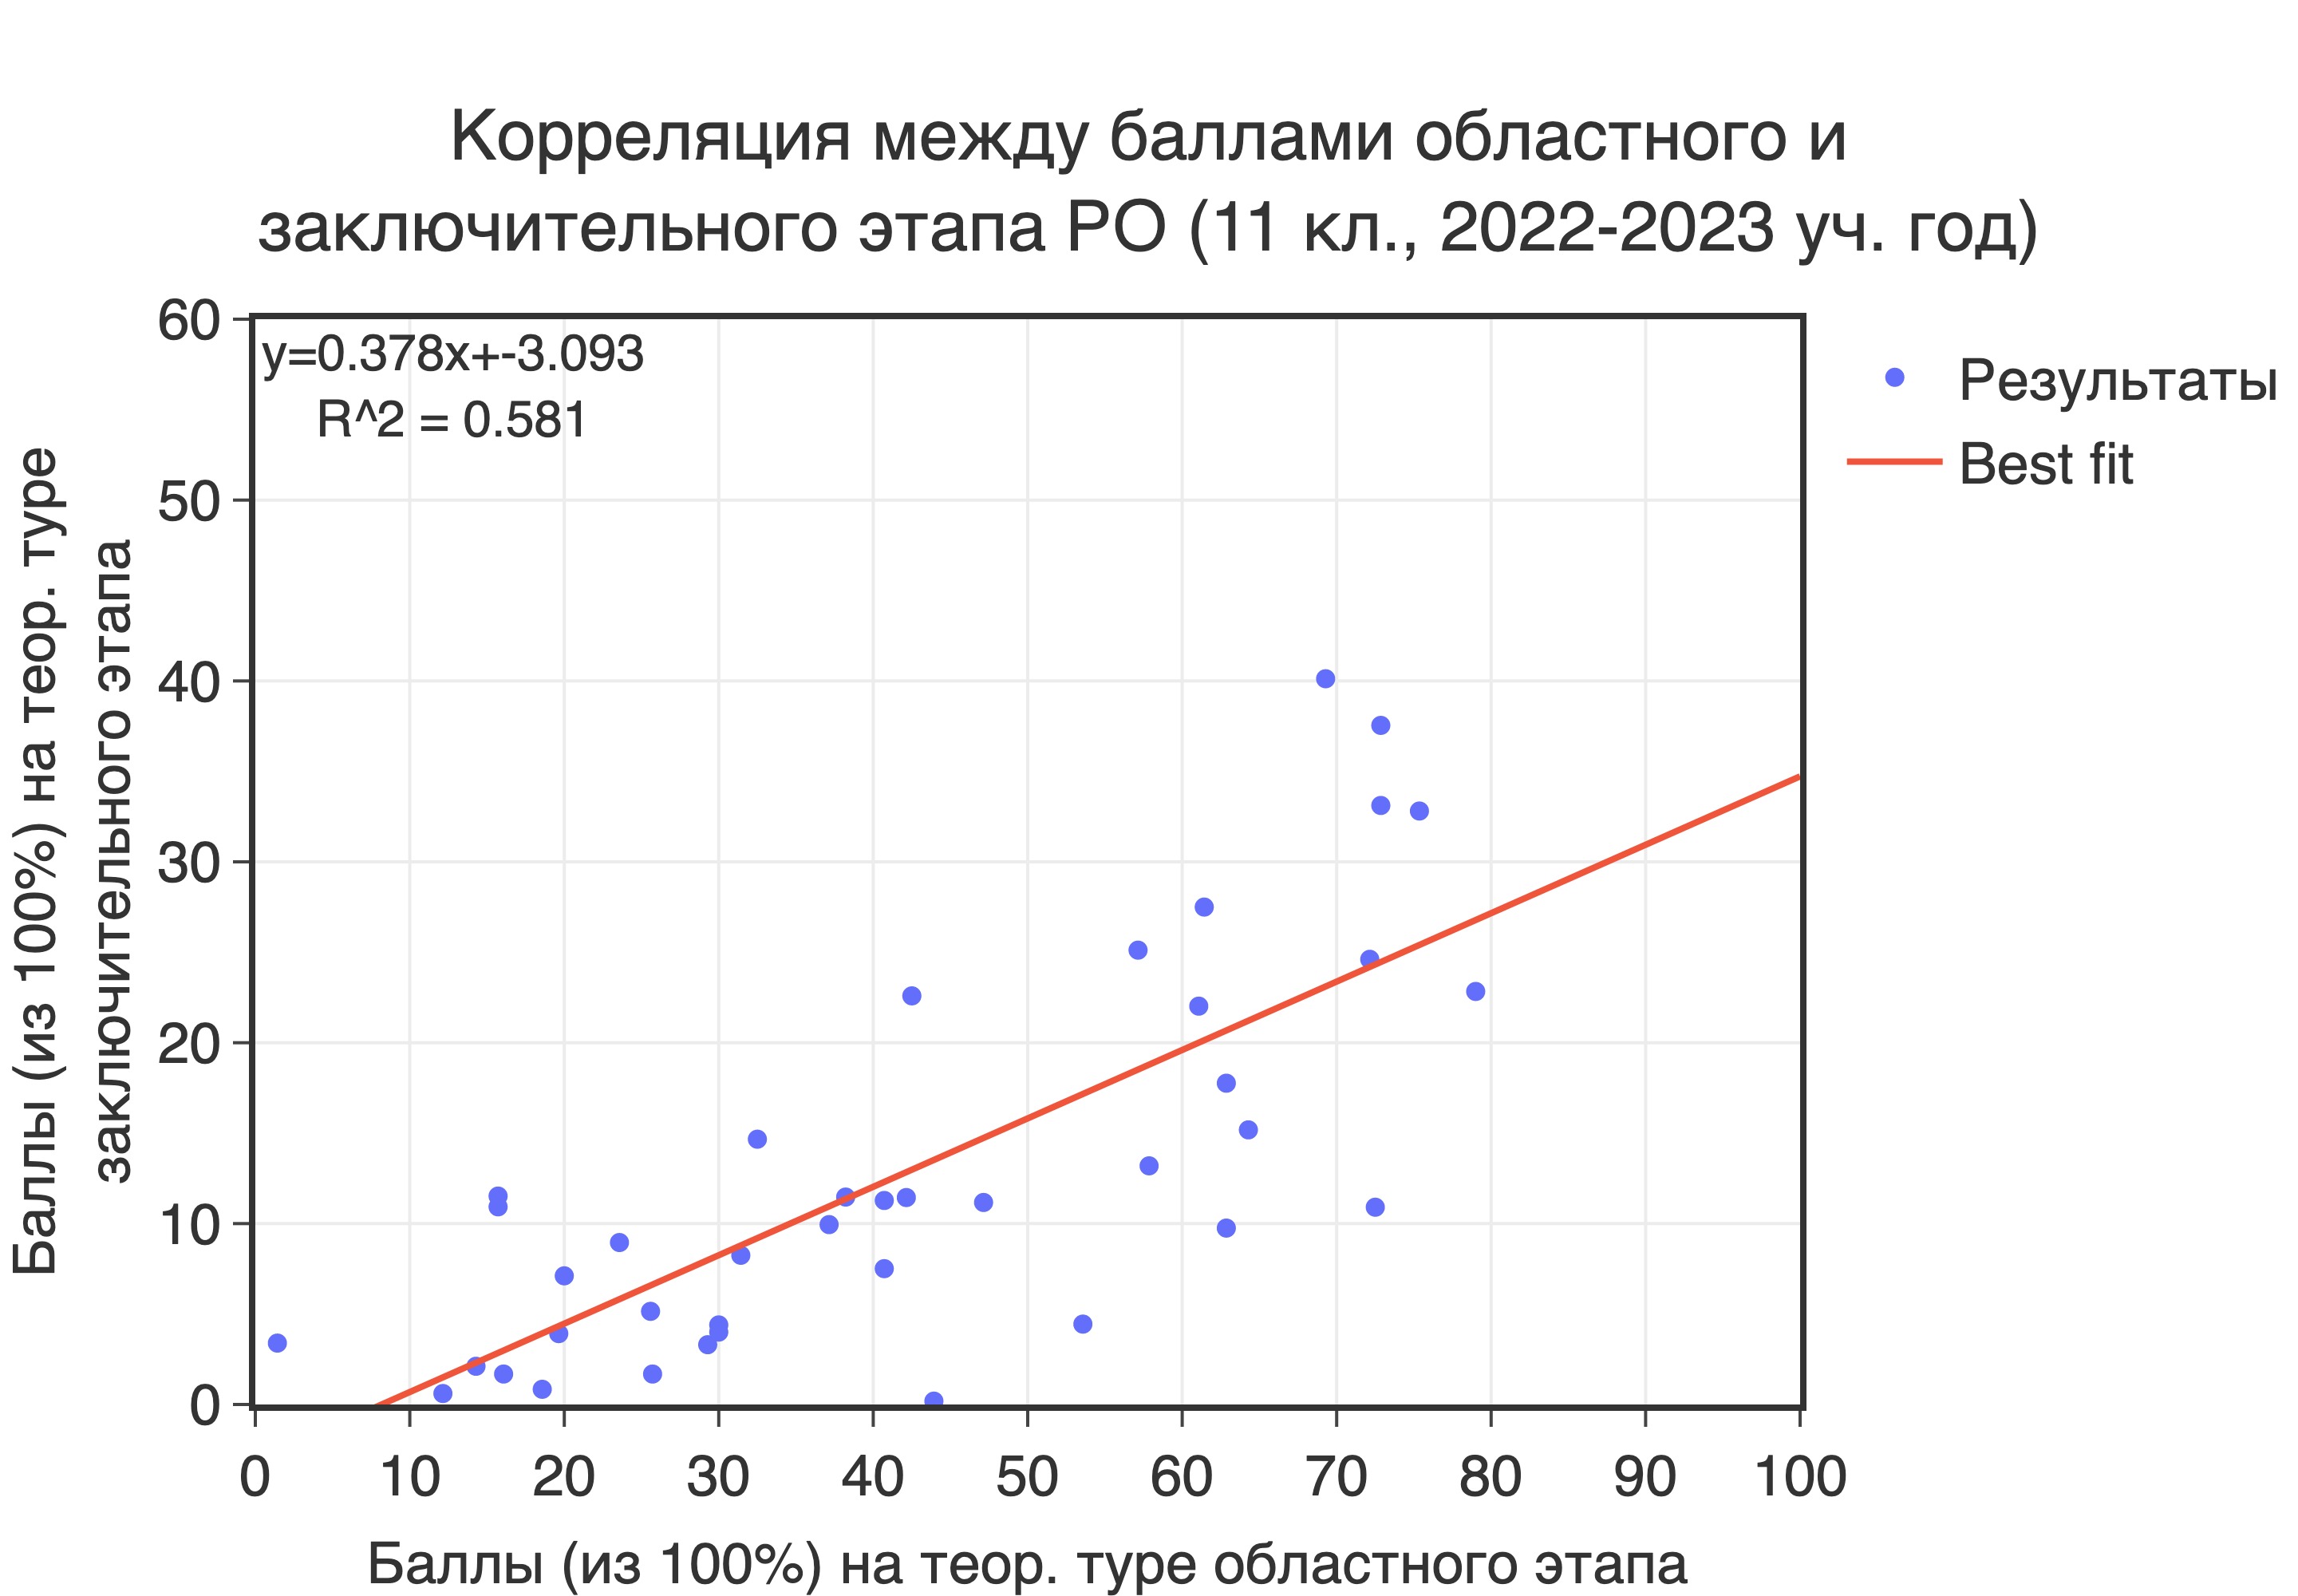 Корреляция между баллами областного и
заключительного этапа РО (11 кл., 2022-2023 уч. год)
y=0.378x+-3.093
R^2 = 0.581
Результаты
Best fit
Баллы (из 100%) на теор. туре
заключительного этапа
60
50
40
30
20
10
0
0 10 20 30 40 50 60 70 80 90 100
Баллы (из 100%) на теор. туре областного этапа